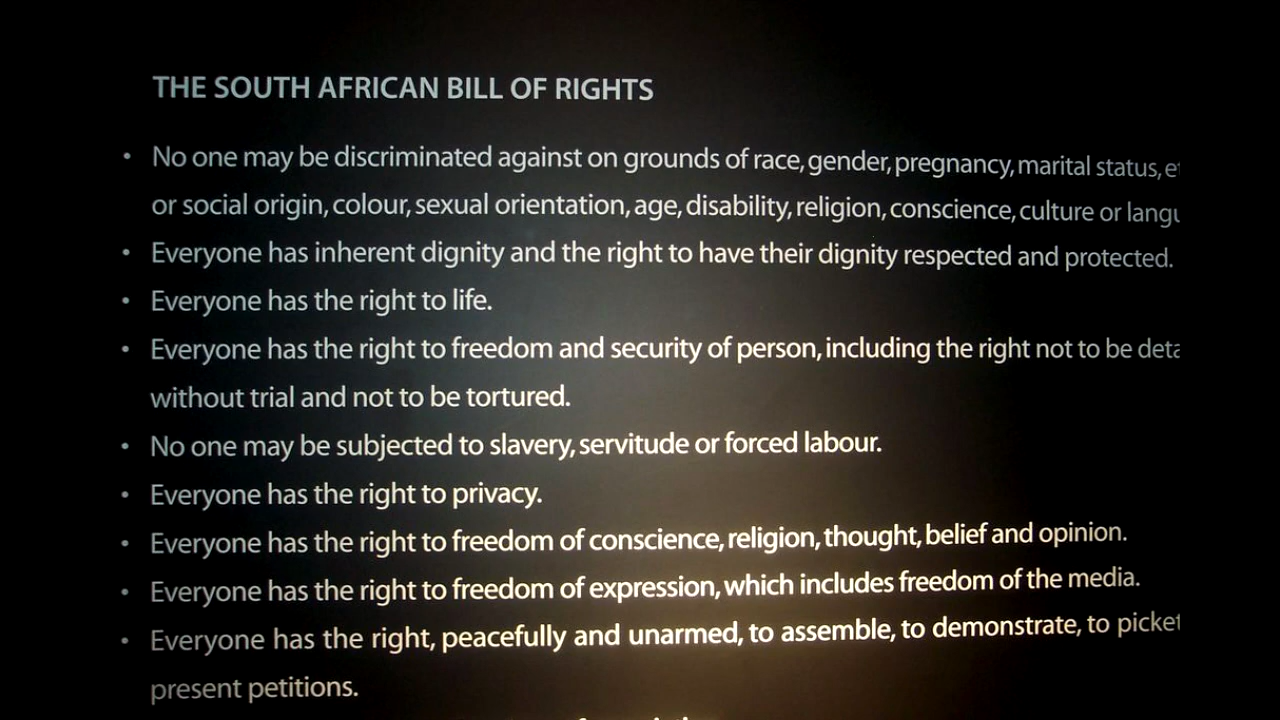 THE SOUTH AFRICAN BILL OF RIGHTS
• No one may be discriminated against on grounds of race, gender, pregnancy, marital status,
or social origin, colour, sexual orientation, age, disability, religion, conscience, culture or
• Everyone has inherent dignity and the right to have their dignity respected and protected.
• Everyone has the right to life.
• Everyone has the right to freedom and security of person, including the right not to be
without trial and not to be tortured.
• No one may be subjected to slavery, servitude or forced labour.
• Everyone has the right to privacy.
• Everyone has the right to freedom of conscience, religion, thought, belief and opinion.
• Everyone has the right to freedom of expression, which includes freedom of the media.
• Everyone has the right, peacefully and unarmed, to assemble, to demonstrate, to picket
present petitions.